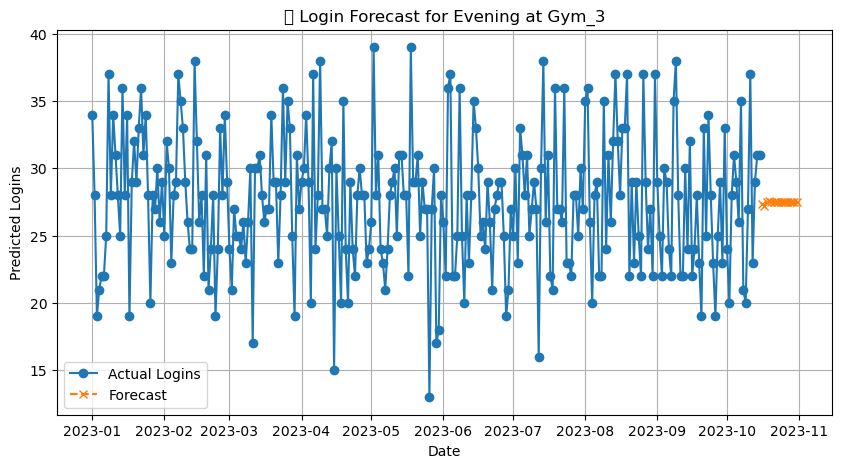 Login Forecast for Evening at Gym_3
Predicted Logins
40
35
30
25
20
15
Actual Logins
Forecast
2023-01 2023-02 2023-03 2023-04 2023-05 2023-06 2023-07 2023-08 2023-09 2023-10 2023-11
Date